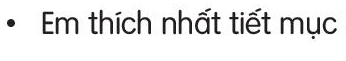 • Em thích nhất tiết mục